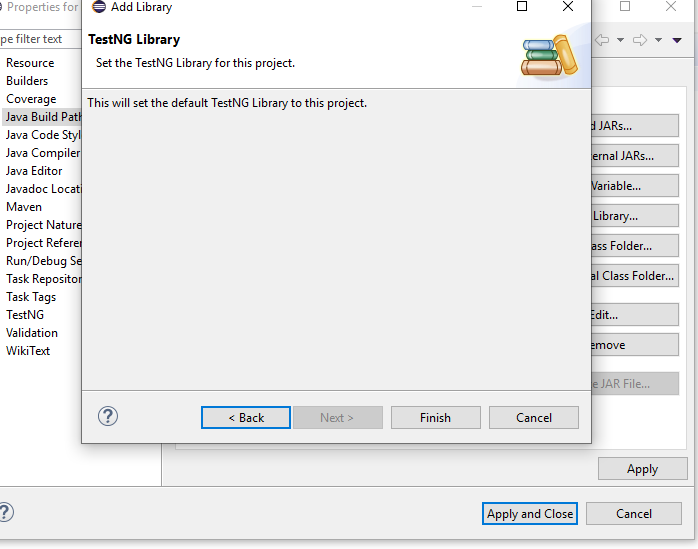 Properties for
Add Library
pe filter text
TestNG Library
Set the TestNG Library for this project.
This will set the default TestNG Library to this project.
Resource
Builders
Coverage
Java Build Path
Java Code Styl
Java Compiler
Java Editor
Javadoc Locati
Maven
Project Nature
Project Referen
Run/Debug Se
Task Repositor
Task Tags
TestNG
Validation
WikiText
d JARs...
ernal JARs...
Variable...
Library...
ass Folder...
al Class Folder...
Edit...
emove
e JAR File...
?
< Back
Next >
Finish
Cancel
Apply
?
Apply and Close
Cancel